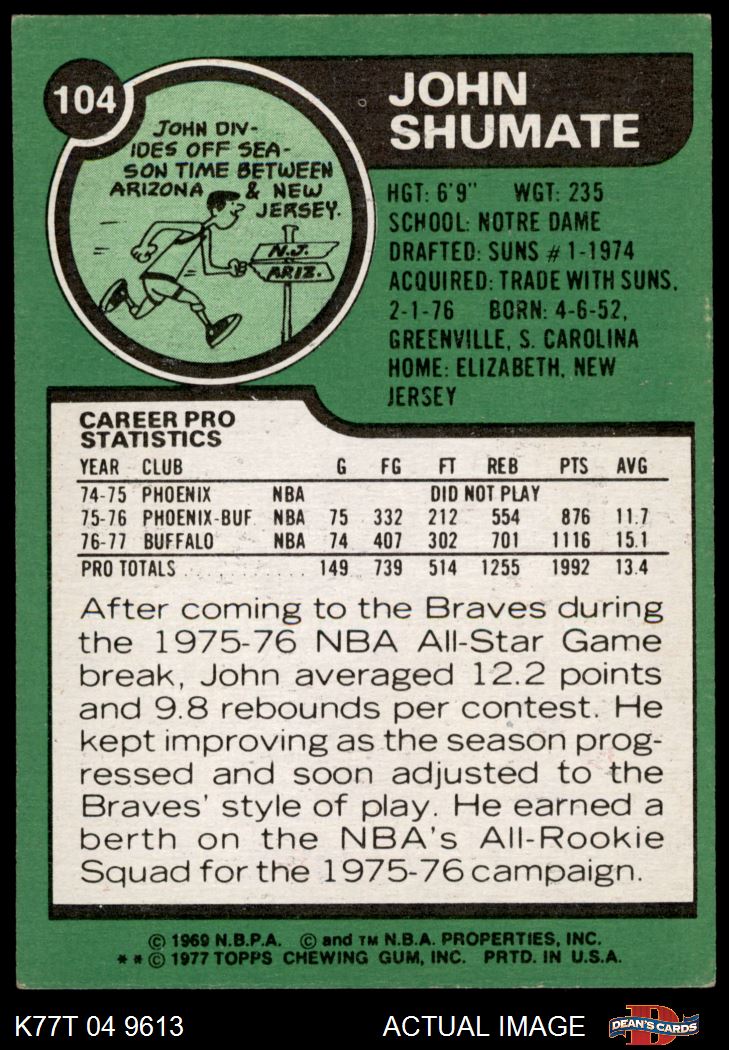 104
JOHN
SHUMATE
JOHN DIV-
IDES OFF SEA-
SON TIME BETWEEN
ARIZONA & NEW
JERSEY.
N.J.
ARIZ.
HGT: 6'9" WGT: 235
SCHOOL: NOTRE DAME
DRAFTED: SUNS #1-1974
ACQUIRED: TRADE WITH SUNS,
2-1-76 BORN: 4-6-52,
GREENVILLE, S. CAROLINA
HOME: ELIZABETH, NEW
JERSEY
CAREER PRO
STATISTICS
YEAR CLUB G FG FT REB PTS AVG
74-75 PHOENIX NBA DID NOT PLAY
75-76 PHOENIX-BUF. NBA 75 332 212 554 876 11.7
76-77 BUFFALO NBA 74 407 302 701 1116 15.1
PRO TOTALS . . . . . . . . . . . . 149 739 514 1255 1992 13.4
After coming to the Braves during
the 1975-76 NBA All-Star Game
break, John averaged 12.2 points
and 9.8 rebounds per contest. He
kept improving as the season prog-
ressed and soon adjusted to the
Braves' style of play. He earned a
berth on the NBA's All-Rookie
Squad for the 1975-76 campaign.
© 1969 N.B.P.A. © and TM N.B.A. PROPERTIES, INC.
**© 1977 TOPPS CHEWING GUM, INC. PRTD. IN U.S.A.
K77T 04 9613 ACTUAL IMAGE DEAN'S CARDS